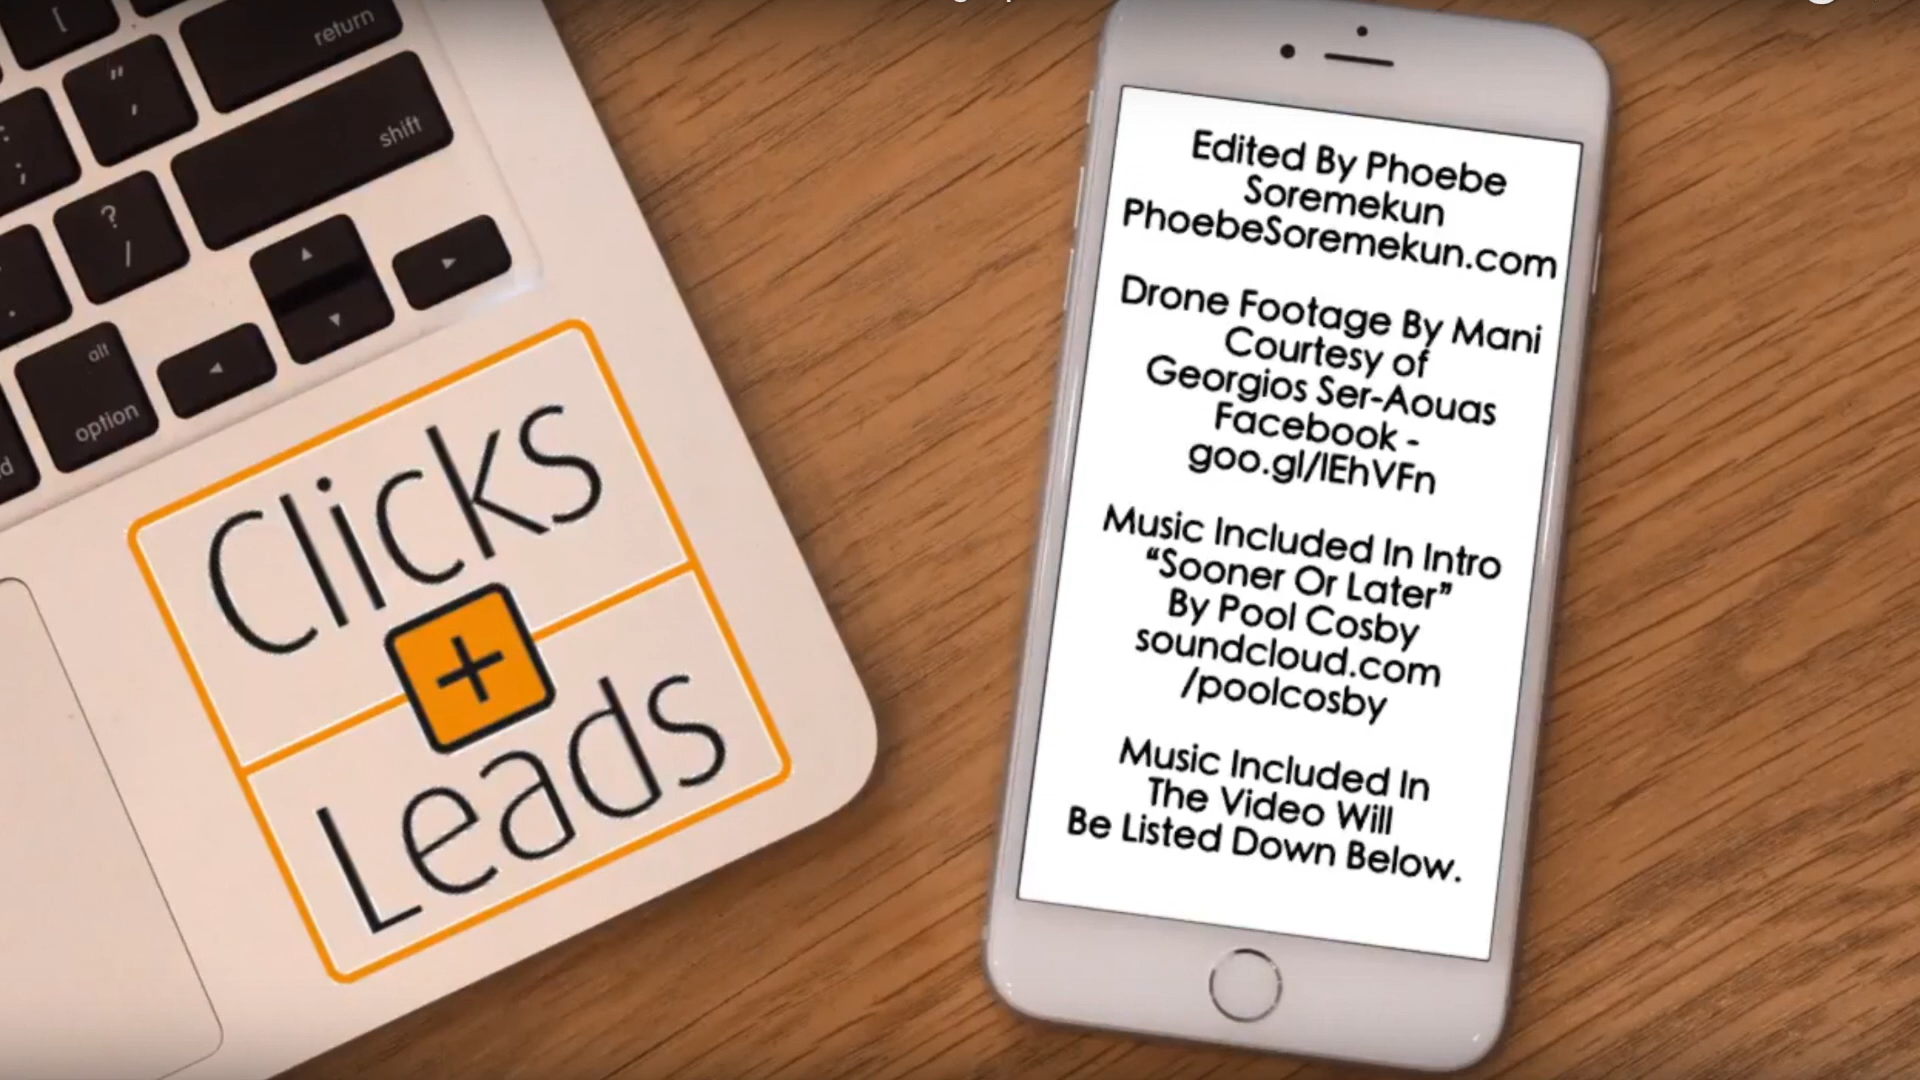 [
return
"
,
:
;
shift
?
/
.
alt
option
d
Clicks
+
Leads
Edited By Phoebe
Soremekun
PhoebeSoremekun.com
Drone Footage By Mani
Courtesy of
Georgios Ser-Aouas
Facebook -
goo.gl/IEhVFn
Music Included In Intro
“Sooner Or Later”
By Pool Cosby
soundcloud.com
/poolcosby
Music Included In
The Video Will
Be Listed Down Below.